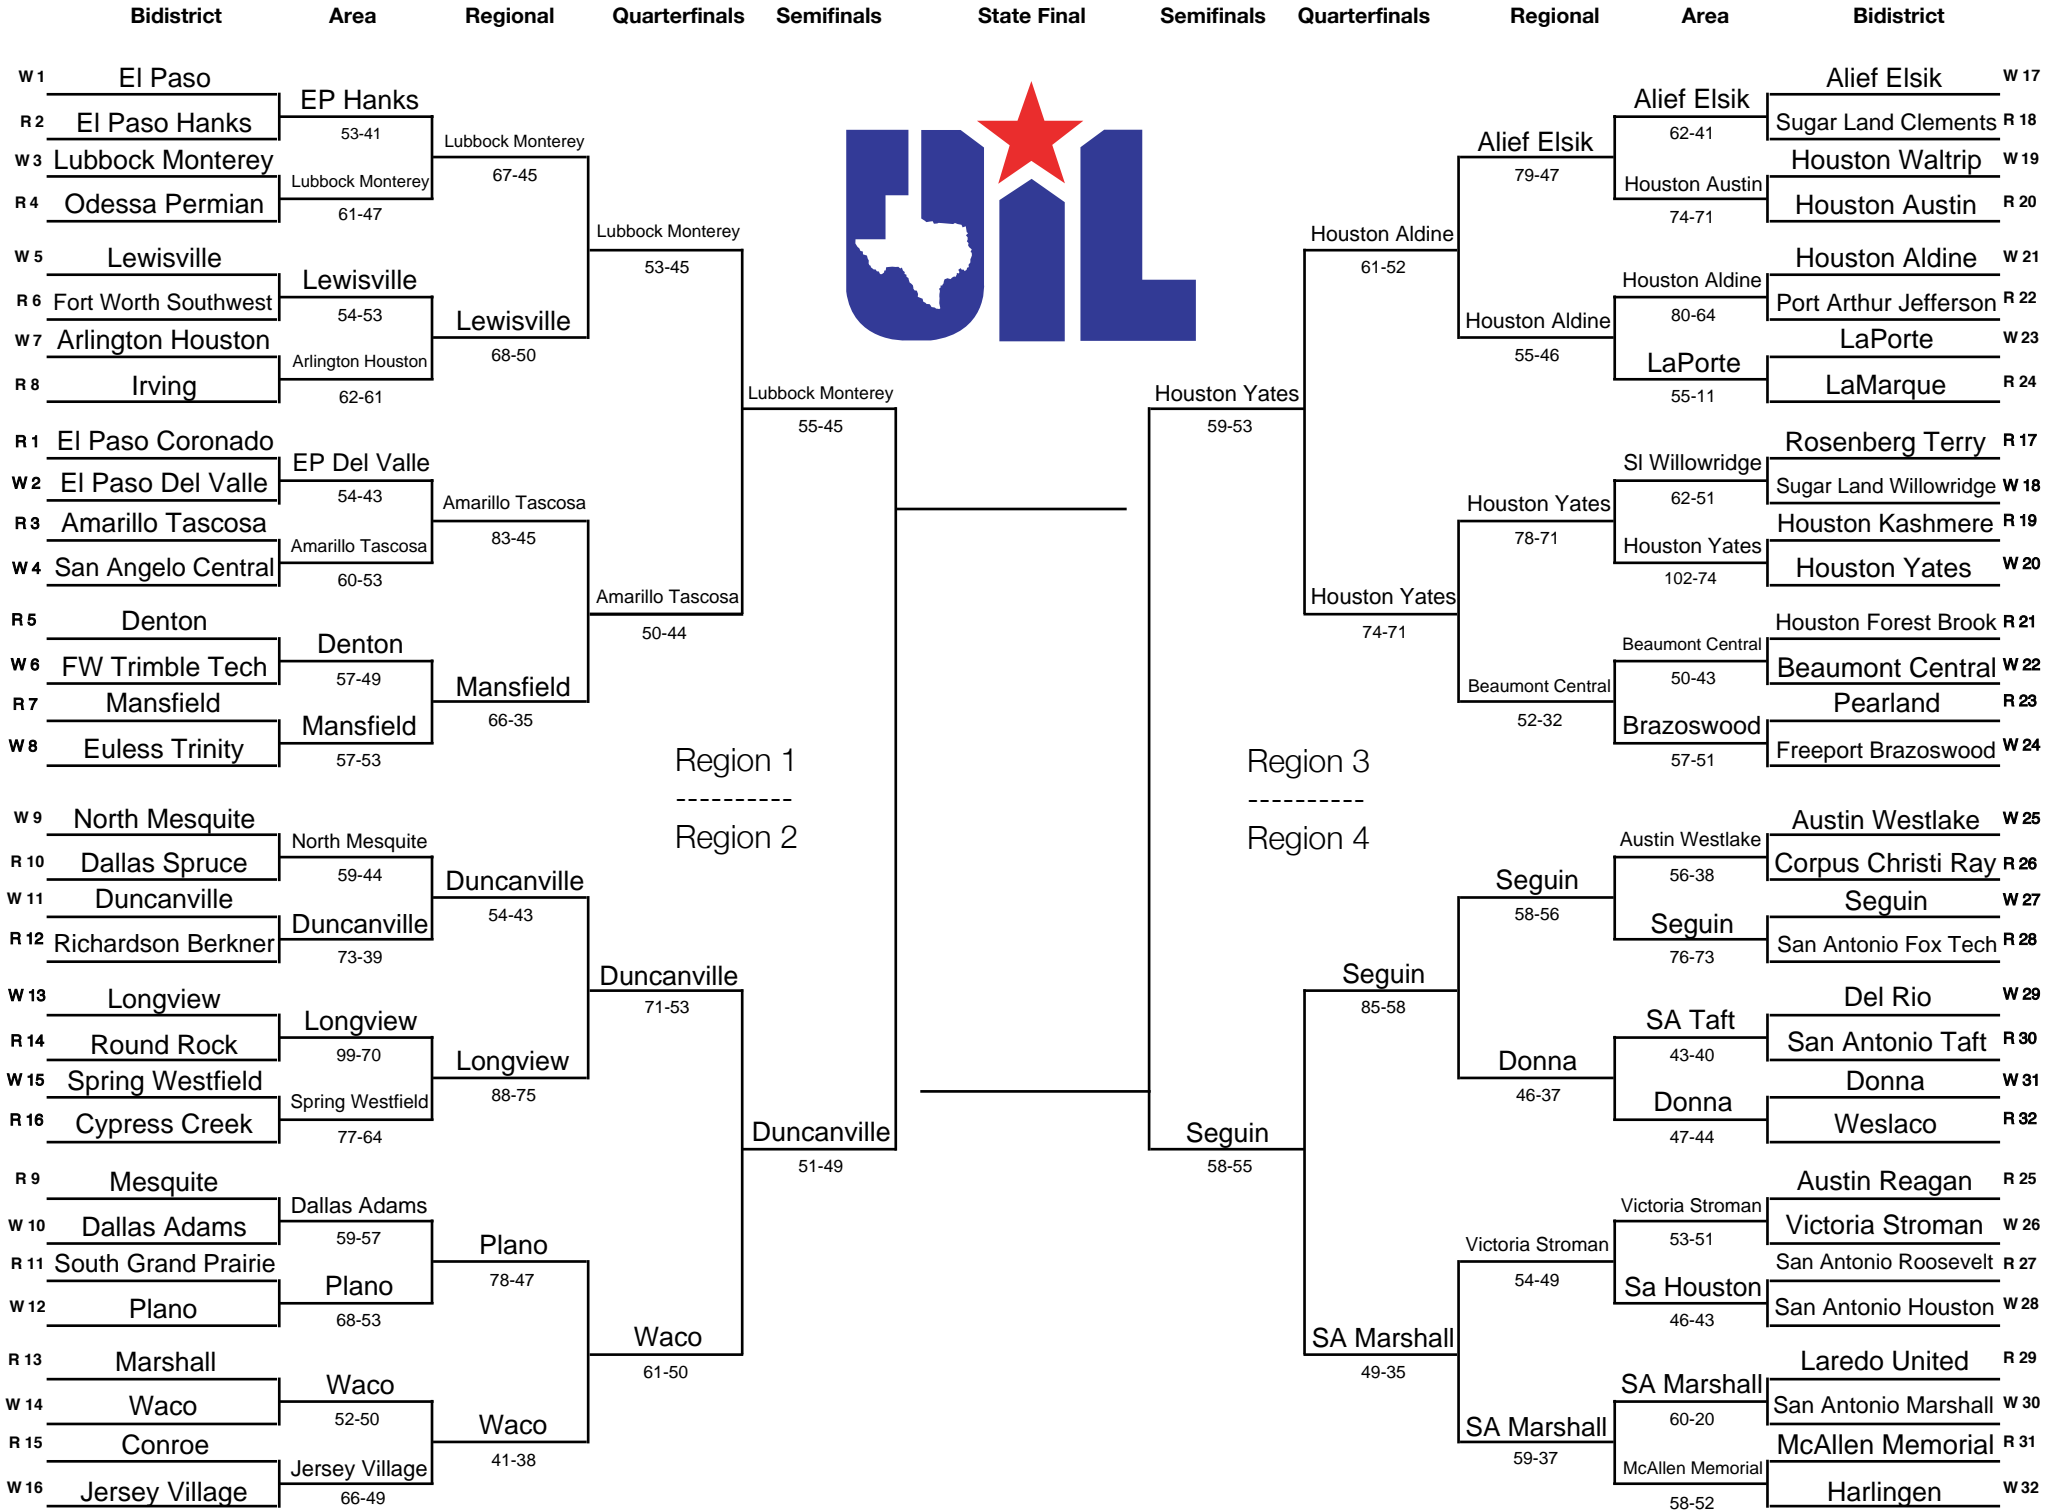 Bidistrict Area Regional Quarterfinals Semifinals State Final Semifinals Quarterfinals Regional Area Bidistrict
W 1 El Paso
EP Hanks
53-41
R 2 El Paso Hanks
Lubbock Monterey
67-45
W 3 Lubbock Monterey
Lubbock Monterey
61-47
R 4 Odessa Permian
Lubbock Monterey
53-45
W 5 Lewisville
Lewisville
54-53
R 6 Fort Worth Southwest
Lewisville
68-50
W 7 Arlington Houston
Arlington Houston
62-61
R 8 Irving
Lubbock Monterey
55-45
R 1 El Paso Coronado
EP Del Valle
54-43
W 2 El Paso Del Valle
Amarillo Tascosa
83-45
R 3 Amarillo Tascosa
Amarillo Tascosa
60-53
W 4 San Angelo Central
Amarillo Tascosa
50-44
R 5 Denton
Denton
57-49
W 6 FW Trimble Tech
Mansfield
66-35
R 7 Mansfield
Mansfield
57-53
W 8 Euless Trinity
Region 1
----------
Region 2
W 9 North Mesquite
North Mesquite
59-44
R 10 Dallas Spruce
Duncanville
54-43
W 11 Duncanville
Duncanville
73-39
R 12 Richardson Berkner
Duncanville
71-53
W 13 Longview
Longview
99-70
R 14 Round Rock
Longview
88-75
W 15 Spring Westfield
Spring Westfield
77-64
R 16 Cypress Creek
Duncanville
51-49
R 9 Mesquite
Dallas Adams
59-57
W 10 Dallas Adams
Plano
78-47
R 11 South Grand Prairie
Plano
68-53
W 12 Plano
Waco
61-50
R 13 Marshall
Waco
52-50
W 14 Waco
Waco
41-38
R 15 Conroe
Jersey Village
66-49
W 16 Jersey Village
UIL
Alief Elsik W 17
Alief Elsik
62-41
Sugar Land Clements R 18
Alief Elsik
79-47
Houston Waltrip W 19
Houston Austin
74-71
Houston Austin R 20
Houston Aldine
61-52
Houston Aldine W 21
Houston Aldine
80-64
Port Arthur Jefferson R 22
Houston Aldine
55-46
LaPorte W 23
LaPorte
55-11
LaMarque R 24
Houston Yates
59-53
Rosenberg Terry R 17
Sl Willowridge
62-51
Sugar Land Willowridge W 18
Houston Yates
78-71
Houston Kashmere R 19
Houston Yates
102-74
Houston Yates W 20
Houston Yates
74-71
Houston Forest Brook R 21
Beaumont Central
50-43
Beaumont Central W 22
Beaumont Central
52-32
Pearland R 23
Brazoswood
57-51
Freeport Brazoswood W 24
Region 3
----------
Region 4
Austin Westlake W 25
Austin Westlake
56-38
Corpus Christi Ray R 26
Seguin
58-56
Seguin W 27
Seguin
76-73
San Antonio Fox Tech R 28
Seguin
85-58
Del Rio W 29
SA Taft
43-40
San Antonio Taft R 30
Donna
46-37
Donna W 31
Donna
47-44
Weslaco R 32
Seguin
58-55
Austin Reagan R 25
Victoria Stroman
53-51
Victoria Stroman W 26
Victoria Stroman
54-49
San Antonio Roosevelt R 27
Sa Houston
46-43
San Antonio Houston W 28
SA Marshall
49-35
Laredo United R 29
SA Marshall
60-20
San Antonio Marshall W 30
SA Marshall
59-37
McAllen Memorial R 31
McAllen Memorial
58-52
Harlingen W 32